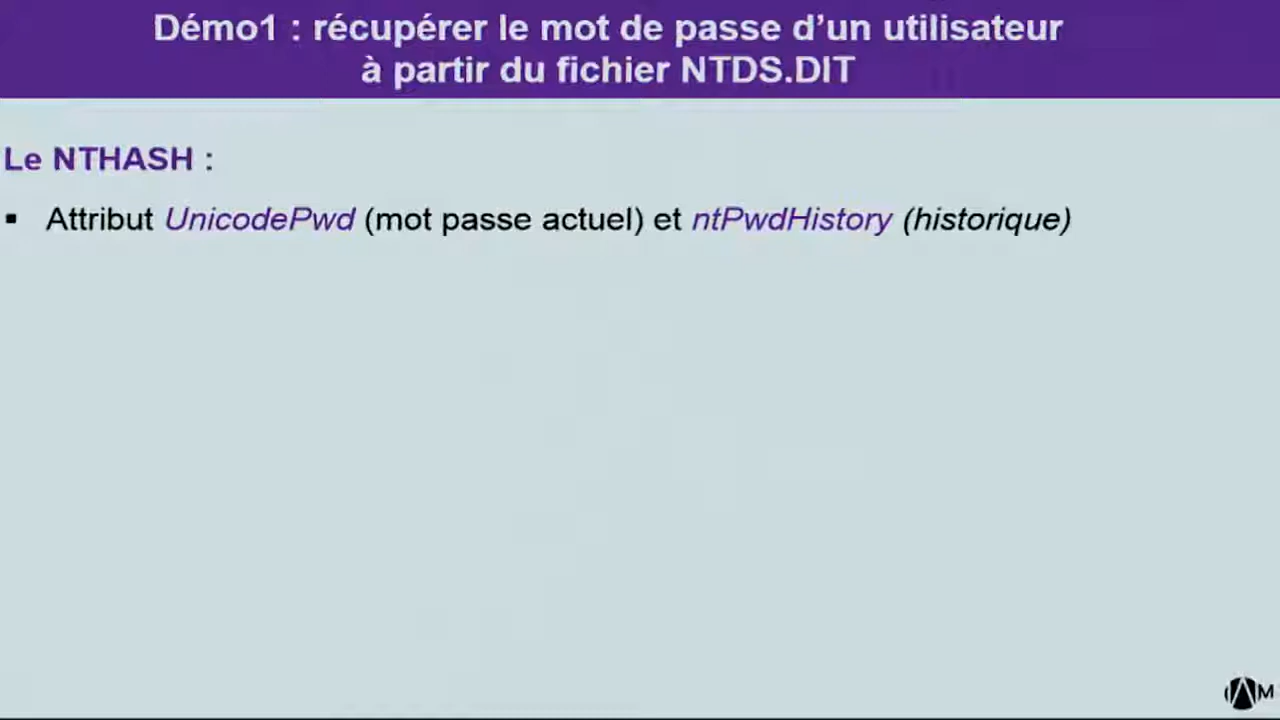 Démo1 : récupérer le mot de passe d’un utilisateur
à partir du fichier NTDS.DIT
Le NTHASH :
▪ Attribut UnicodePwd (mot passe actuel) et ntPwdHistory (historique)
M